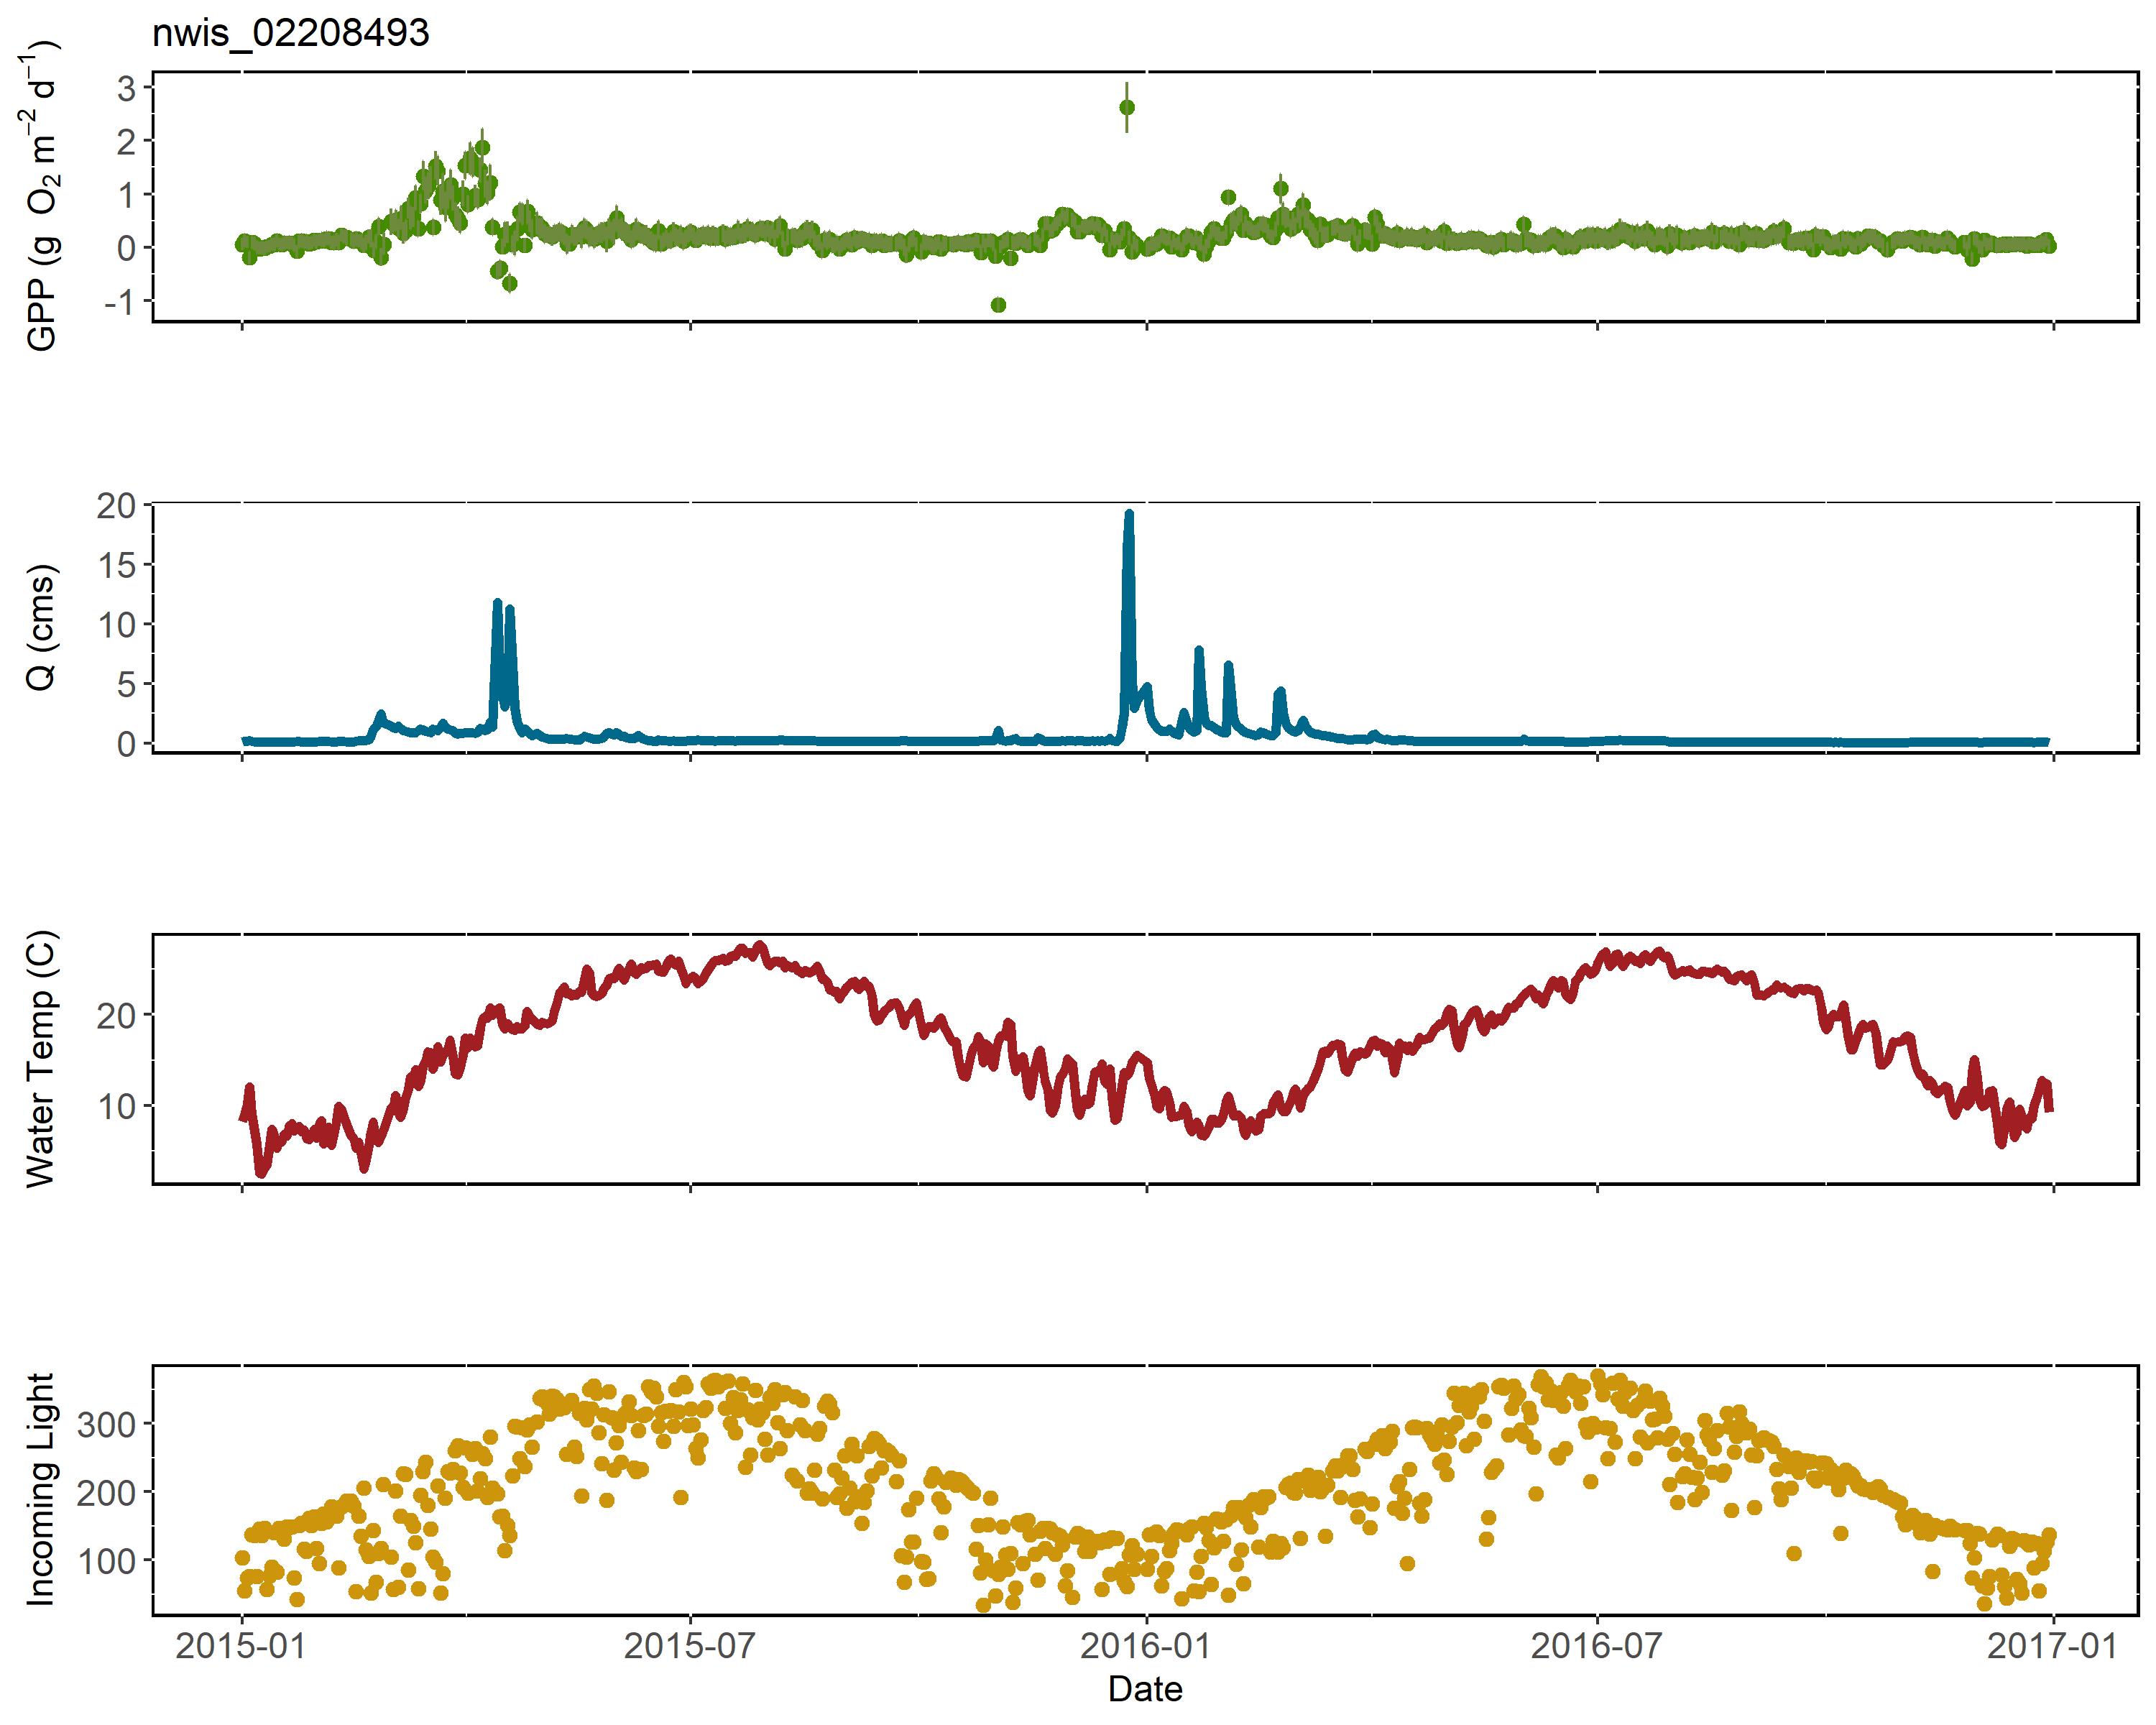 nwis_02208493
GPP (g O₂ m⁻² d⁻¹)
3
2
1
0
-1
Q (cms)
20
15
10
5
0
Water Temp (C)
20
10
Incoming Light
300
200
100
2015-01 2015-07 2016-01 2016-07 2017-01
Date